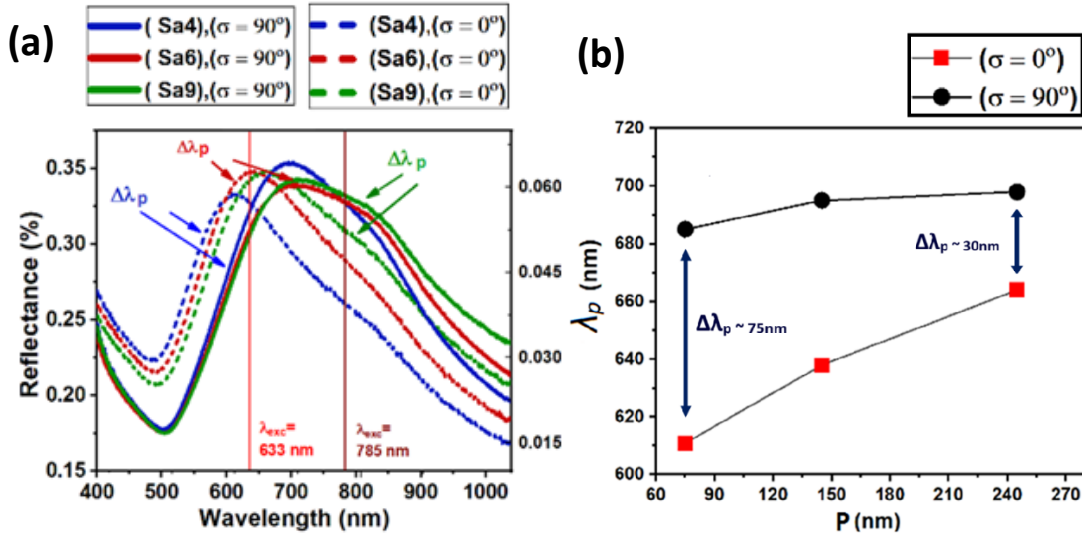 (a)
( Sa4),(σ = 90°)
( Sa6),(σ = 90°)
( Sa9),(σ = 90°)
(Sa4),(σ = 0°)
(Sa6),(σ = 0°)
(Sa9),(σ = 0°)
Reflectance (%)
0.35
0.30
0.25
0.20
0.15
0.060
0.045
0.030
0.015
Δλp
Δλp
Δλ p
λexc=
633 nm
λexc=
785 nm
400 500 600 700 800 900 1000
Wavelength (nm)
(b)
(σ = 0°)
(σ = 90°)
λp (nm)
720
700
680
660
640
620
600
Δλp ~ 75nm
Δλp ~ 30nm
60 90 120 150 180 210 240 270
P (nm)